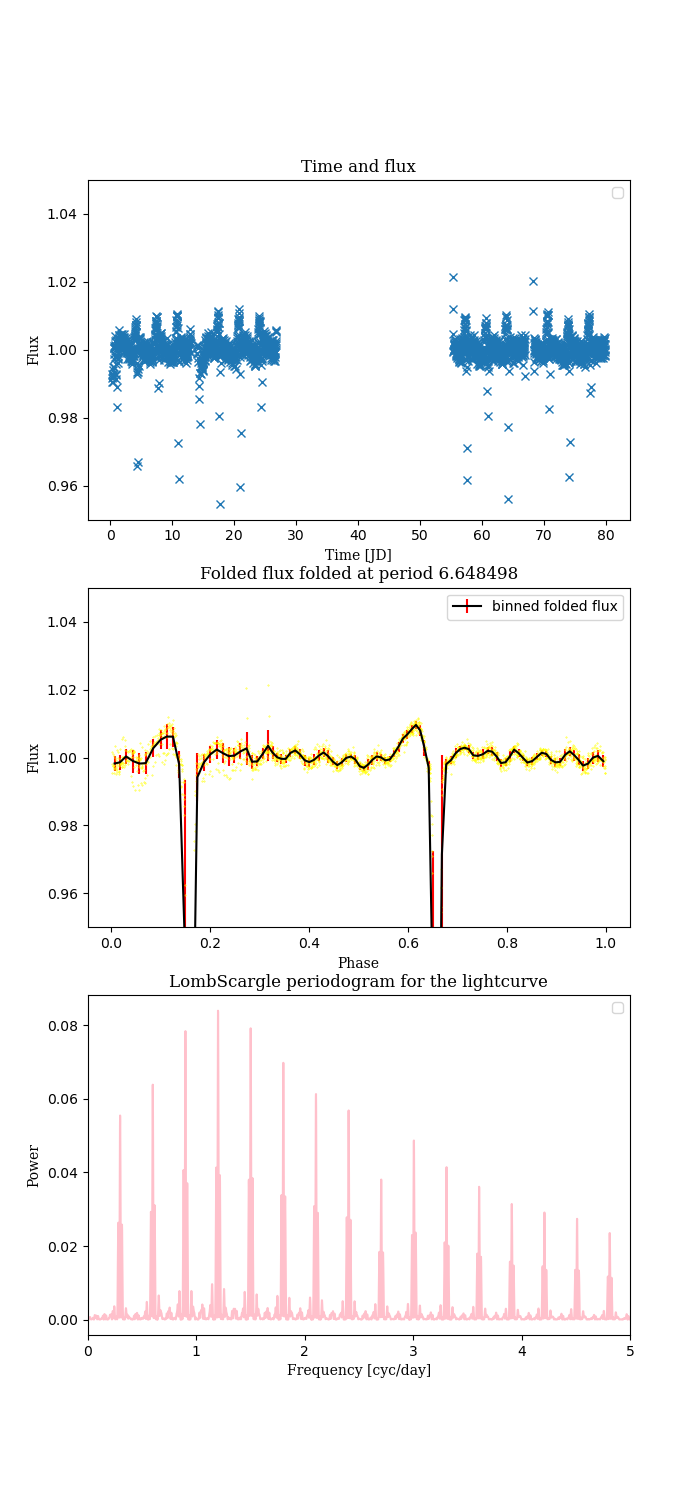 Time and flux
1.04
1.02
1.00
0.98
0.96
Flux
0 10 20 30 40 50 60 70 80
Time [JD]
Folded flux folded at period 6.648498
binned folded flux
1.04
1.02
1.00
0.98
0.96
Flux
0.0 0.2 0.4 0.6 0.8 1.0
Phase
LombScargle periodogram for the lightcurve
0.08
0.06
0.04
0.02
0.00
Power
0 1 2 3 4 5
Frequency [cyc/day]